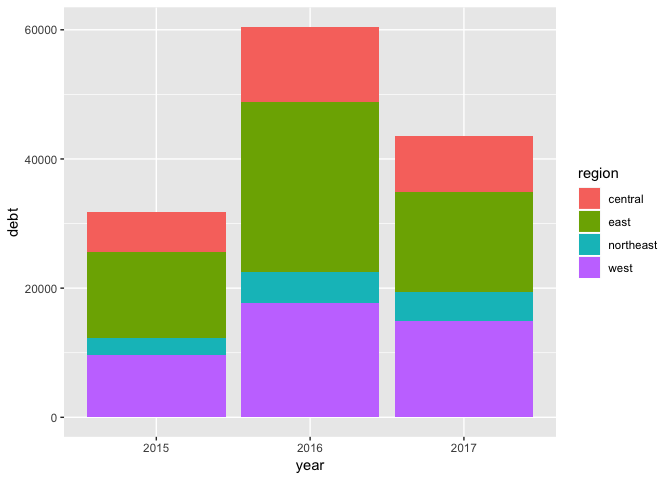 60000
40000
20000
0
debt
2015 2016 2017
year
region
central
east
northeast
west